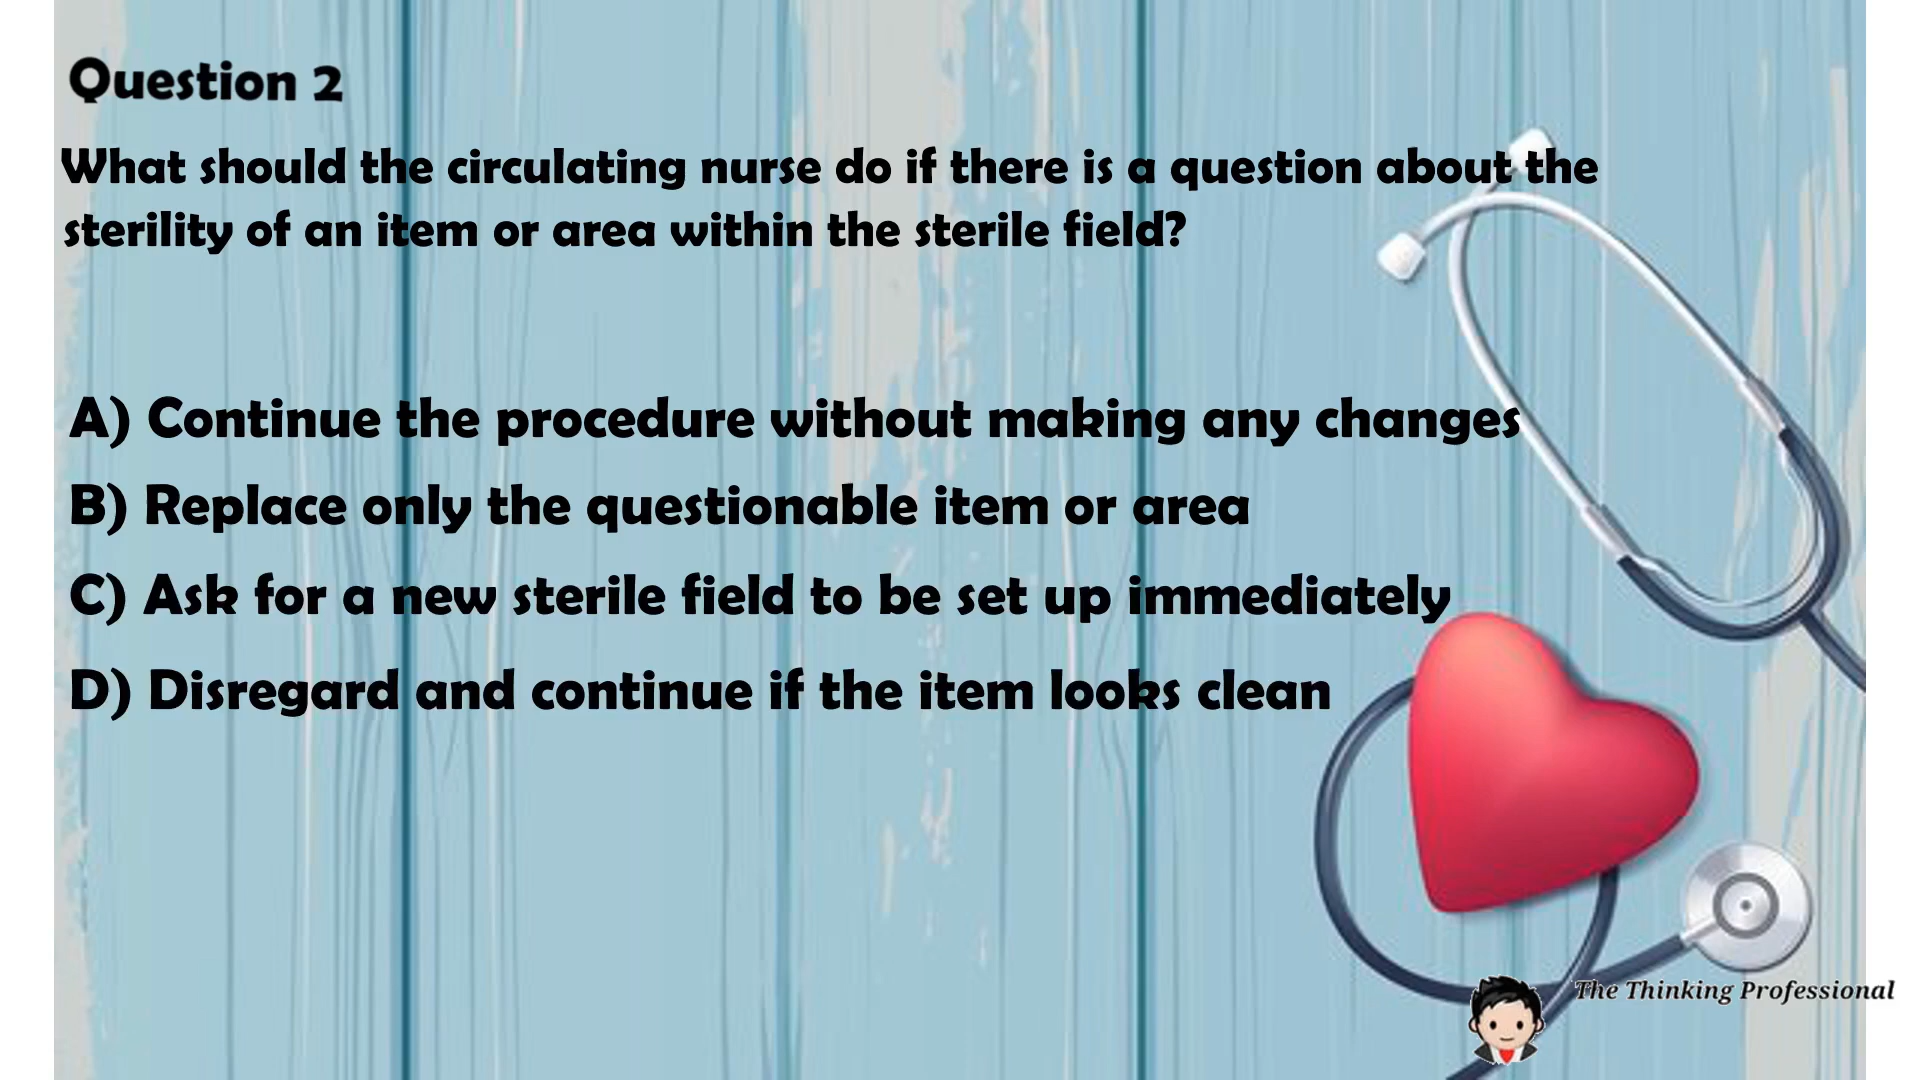 Question 2
What should the circulating nurse do if there is a question about the
sterility of an item or area within the sterile field?
A) Continue the procedure without making any changes
B) Replace only the questionable item or area
C) Ask for a new sterile field to be set up immediately
D) Disregard and continue if the item looks clean
The Thinking Professional